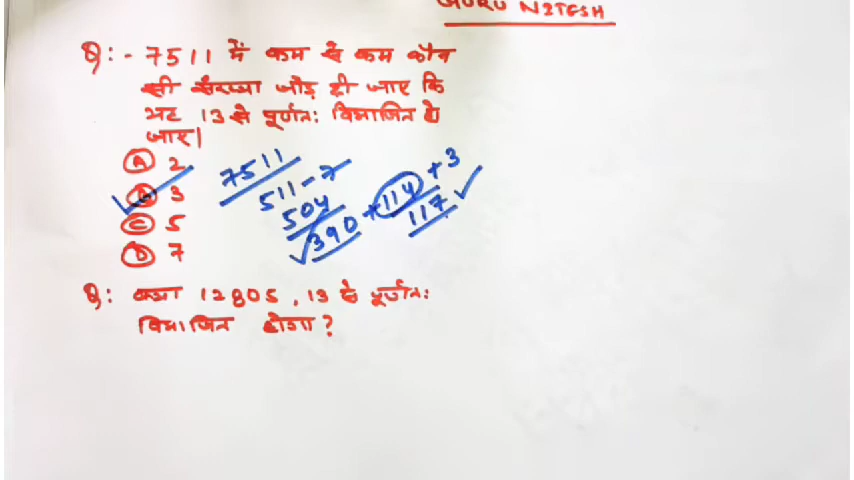 GURU NITESH
Q:- 7511 में कम से कम कौन
सी संख्या जोड़ दी जाए कि
यह 13 से पूर्णतः विभाजित हो
जाए।
A 2
B 3
C 5
D 7
7511
511-7
504
390 + 114 + 3
117
Q: क्या 12805, 13 से पूर्णतः
विभाजित होगा?